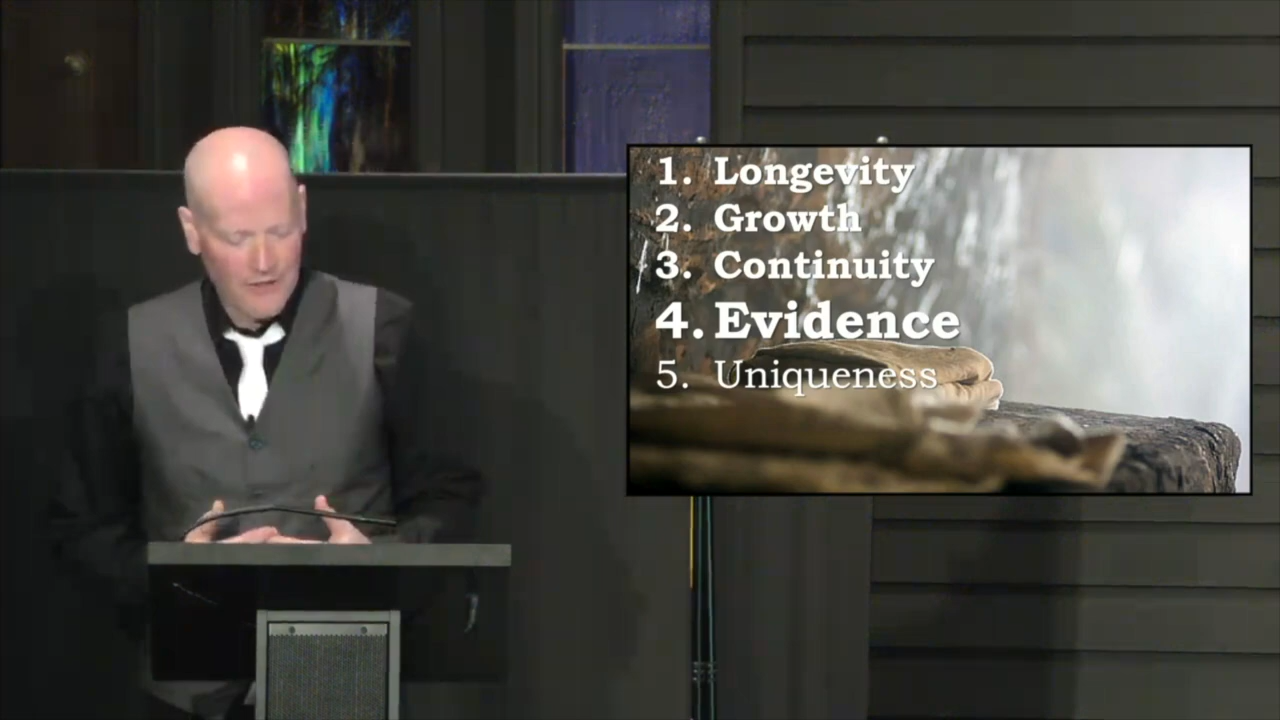 1. Longevity
2. Growth
3. Continuity
4. Evidence
5. Uniqueness